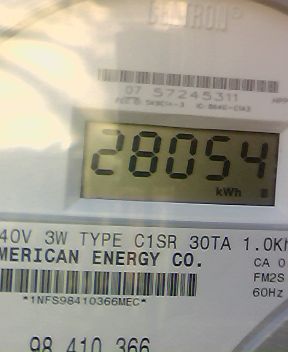 CENTRON®
07 57245311
28054
kWh
40V 3W TYPE C1SR 30TA 1.0K
MERICAN ENERGY CO.
CA 0
FM2S
60Hz
*1NFS98410366MEC*
98 410 366